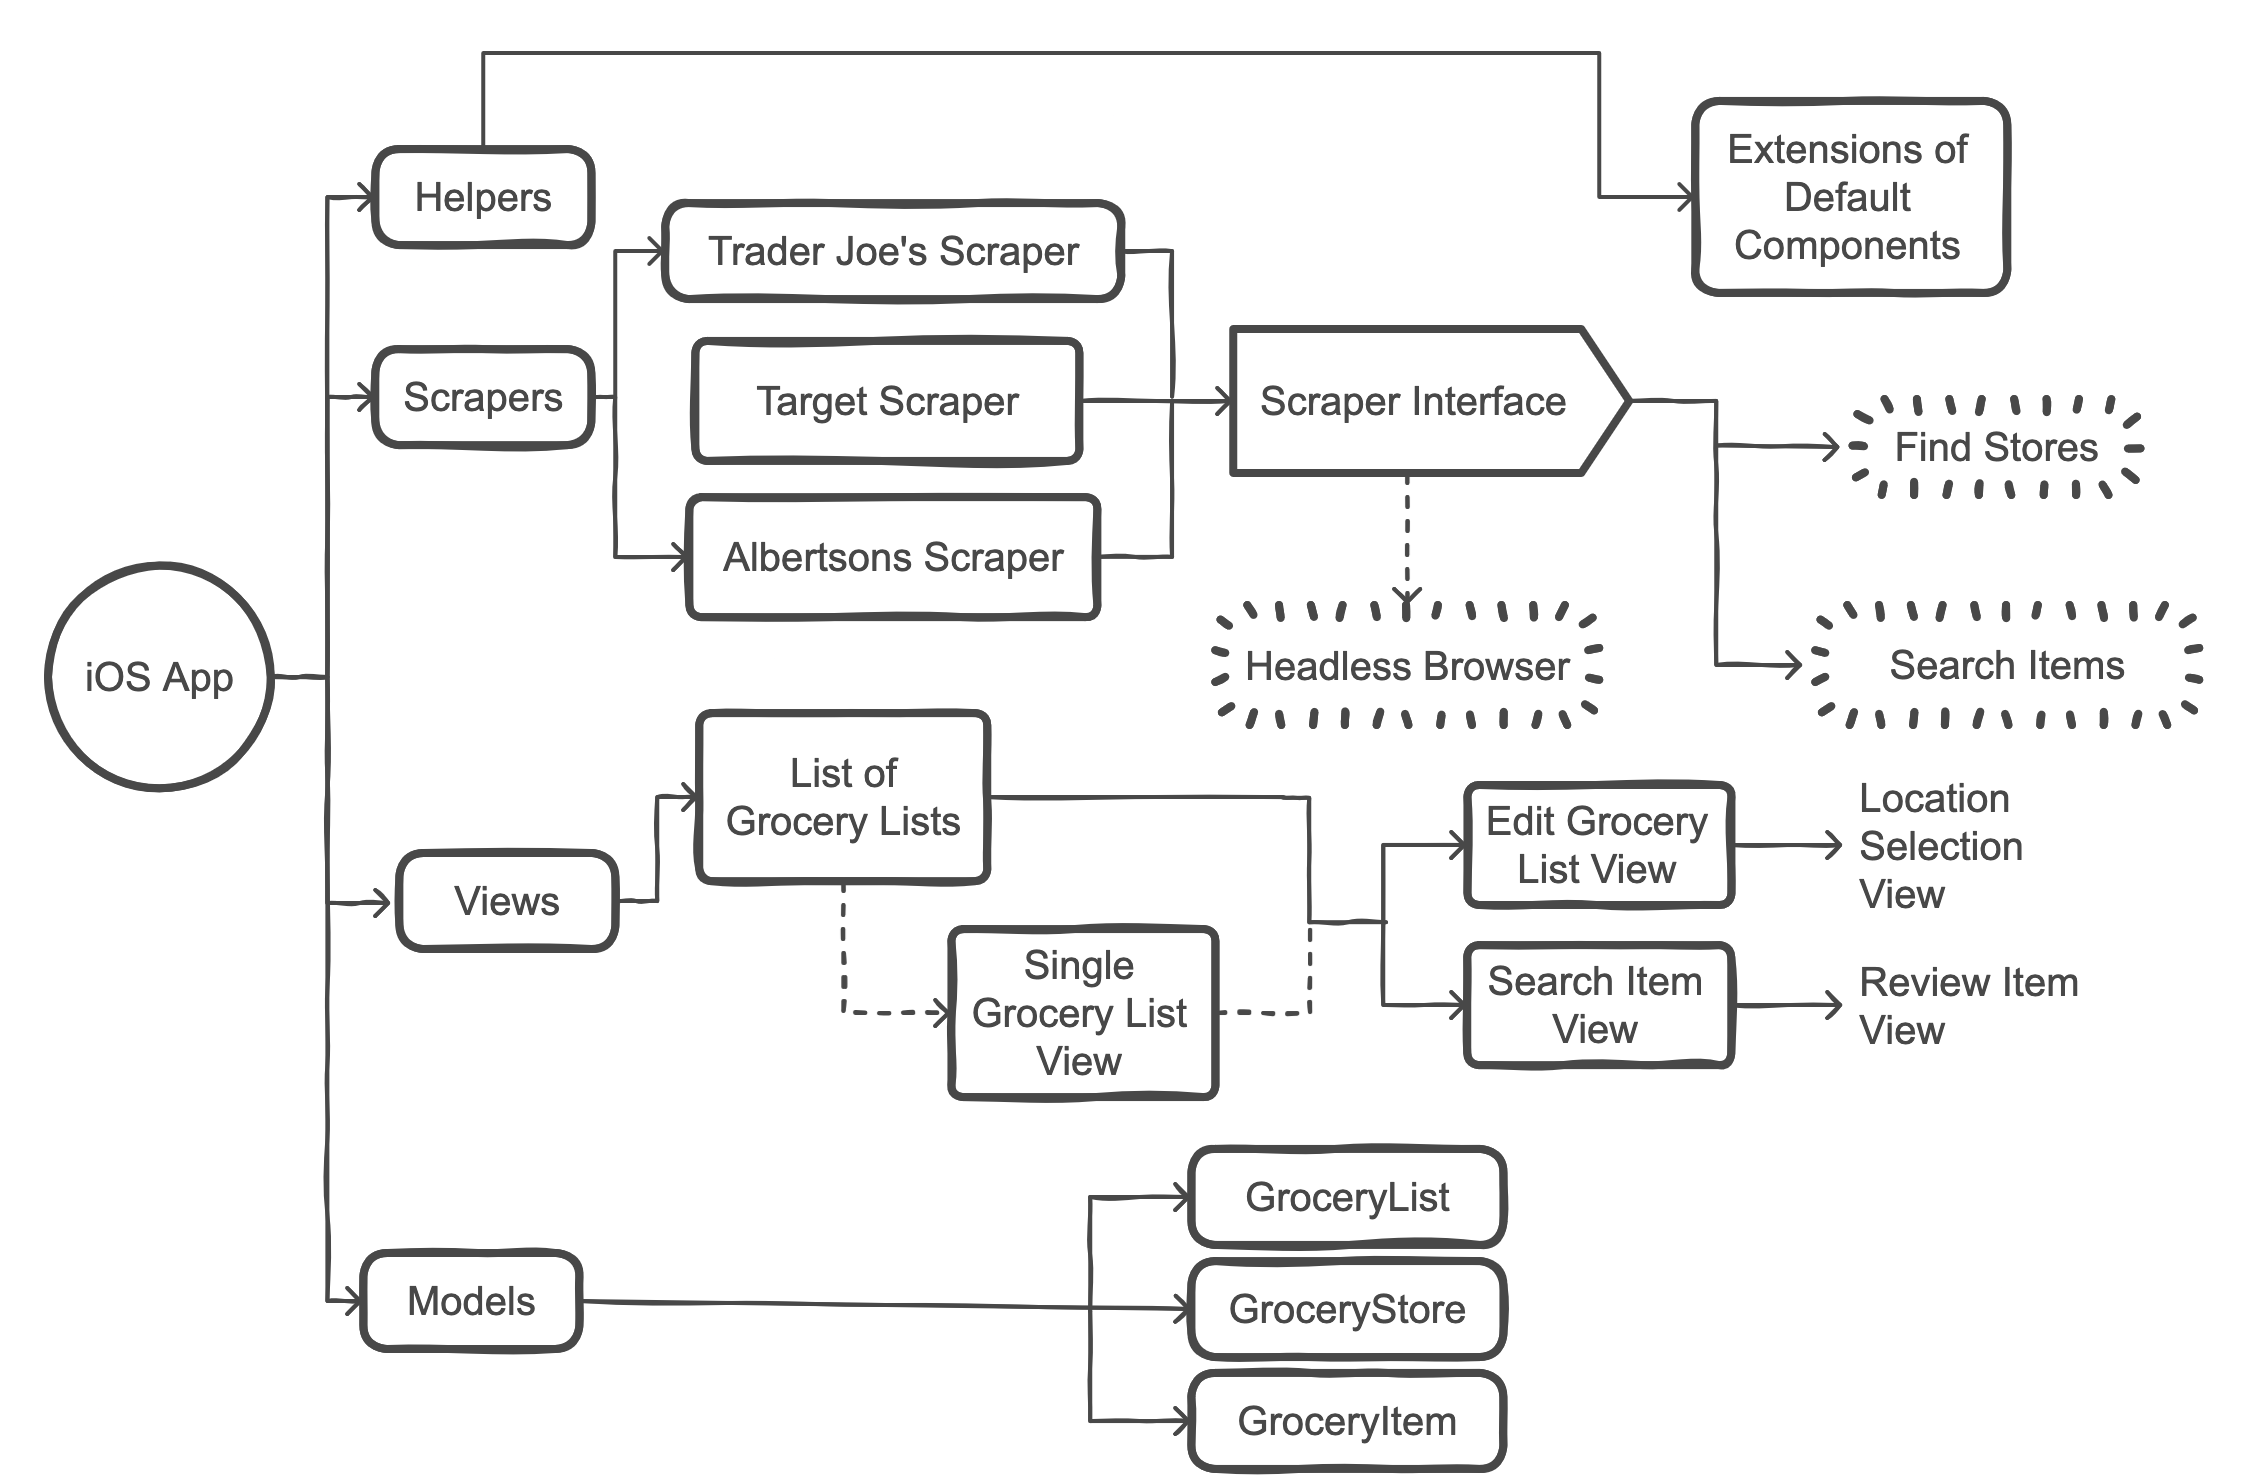 Extensions of
Default
Components
Helpers
Trader Joe's Scraper
Scrapers
Target Scraper
Scraper Interface
Find Stores
Albertsons Scraper
iOS App
Headless Browser
Search Items
List of
Grocery Lists
Edit Grocery
List View
Location
Selection
View
Views
Single
Grocery List
View
Search Item
View
Review Item
View
GroceryList
Models
GroceryStore
GroceryItem